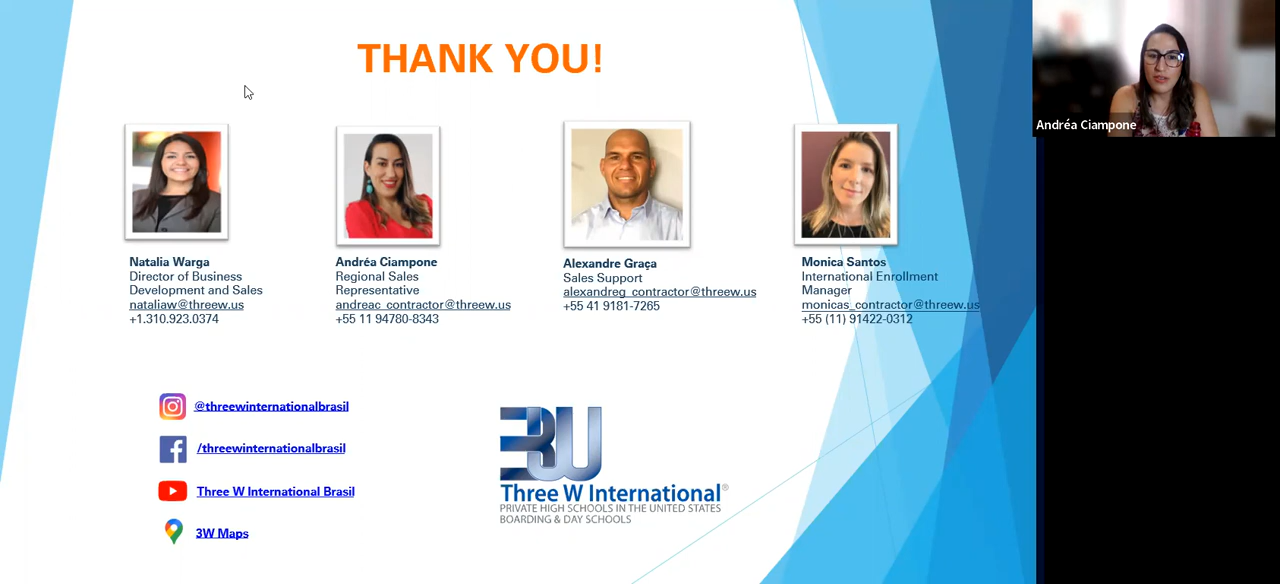 THANK YOU!
Andréa Ciampone
Natalia Warga
Director of Business
Development and Sales
nataliaw@threew.us
+1.310.923.0374
Andréa Ciampone
Regional Sales
Representative
andreac_contractor@threew.us
+55 11 94780-8343
Alexandre Graça
Sales Support
alexandreg_contractor@threew.us
+55 41 9181-7265
Monica Santos
International Enrollment
Manager
monicas_contractor@threew.us
+55 (11) 91422-0312
@threewinternationalbrasil
/threewinternationalbrasil
Three W International Brasil
3W Maps
3W
Three W International®
PRIVATE HIGH SCHOOLS IN THE UNITED STATES
BOARDING & DAY SCHOOLS